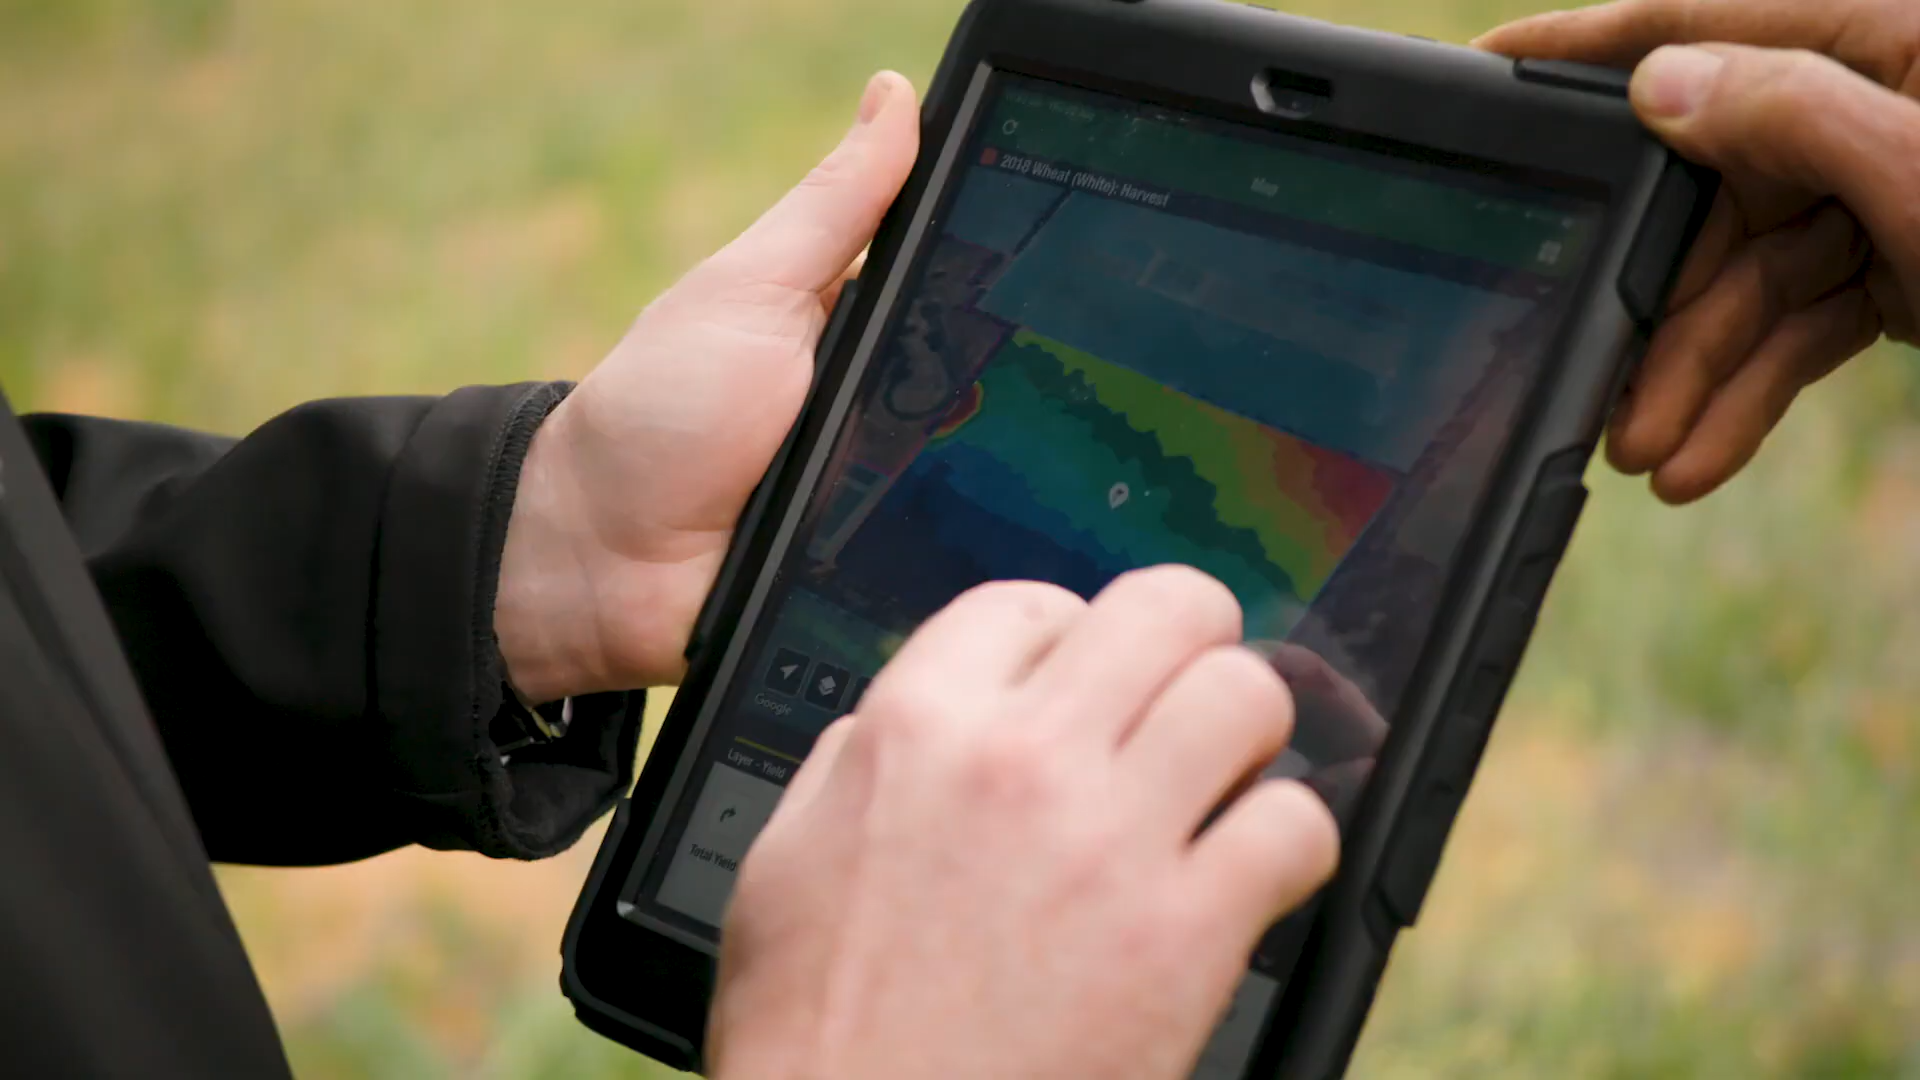 2018 Wheat (White): Harvest
Map
Google
Layer - Yield
Total Yield